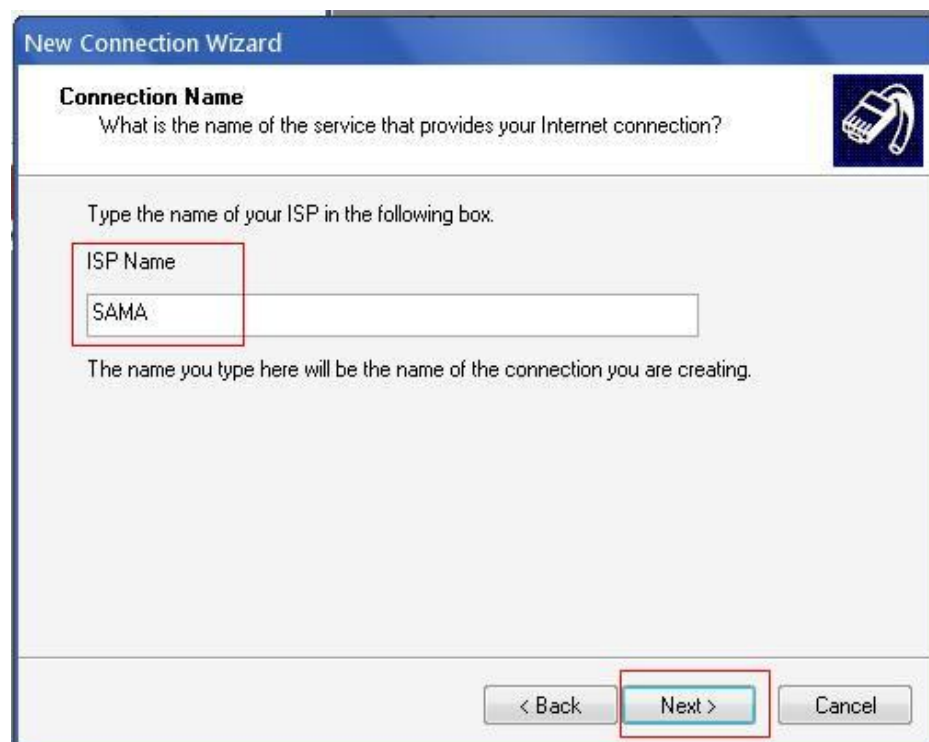 New Connection Wizard
Connection Name
What is the name of the service that provides your Internet connection?
Type the name of your ISP in the following box.
ISP Name
SAMA
The name you type here will be the name of the connection you are creating.
< Back
Next >
Cancel